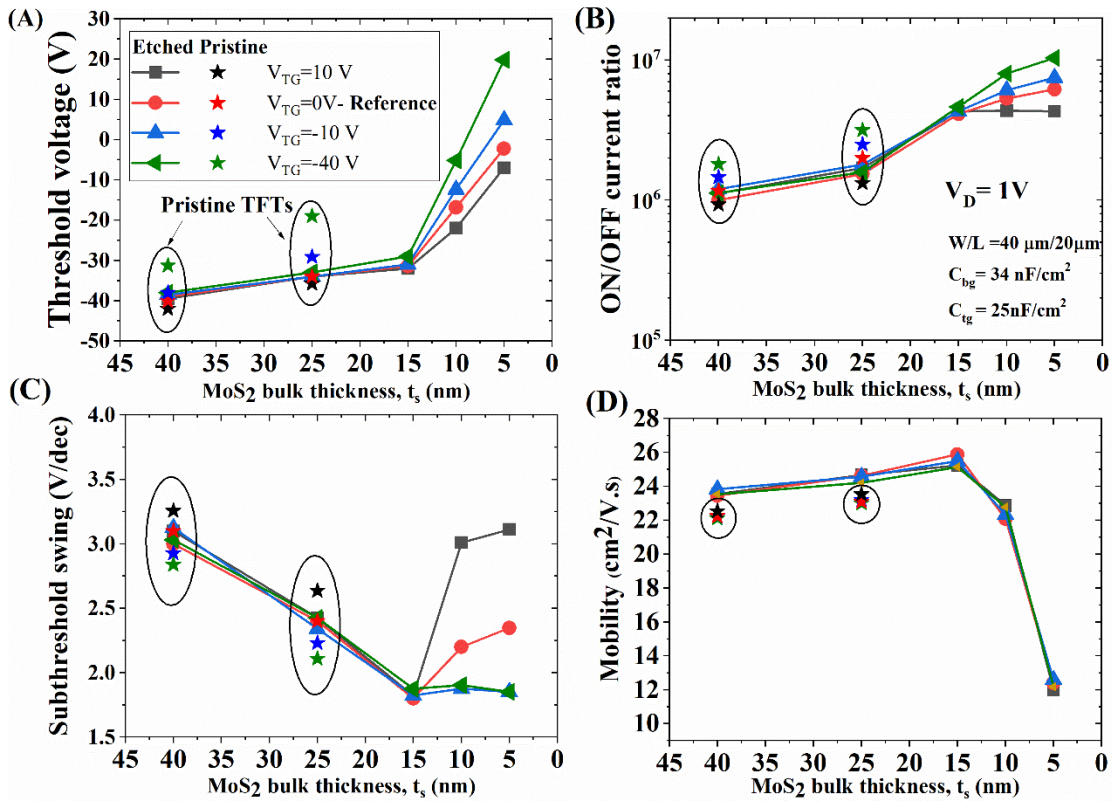 (A)
Threshold voltage (V)
30
20
10
0
-10
-20
-30
-40
-50
Etched Pristine
V_TG=10 V
V_TG=0V- Reference
V_TG=-10 V
V_TG=-40 V
Pristine TFTs
45 40 35 30 25 20 15 10 5 0
MoS2 bulk thickness, t_s (nm)
(B)
ON/OFF current ratio
10^7
10^6
10^5
V_D= 1V
W/L =40 μm/20μm
C_bg= 34 nF/cm^2
C_tg = 25nF/cm^2
45 40 35 30 25 20 15 10 5 0
MoS2 bulk thickness, t_s (nm)
(C)
Subthreshold swing (V/dec)
4.0
3.5
3.0
2.5
2.0
1.5
45 40 35 30 25 20 15 10 5 0
MoS2 bulk thickness, t_s (nm)
(D)
Mobility (cm^2/V.s)
28
26
24
22
20
18
16
14
12
10
45 40 35 30 25 20 15 10 5 0
MoS2 bulk thickness, t_s (nm)